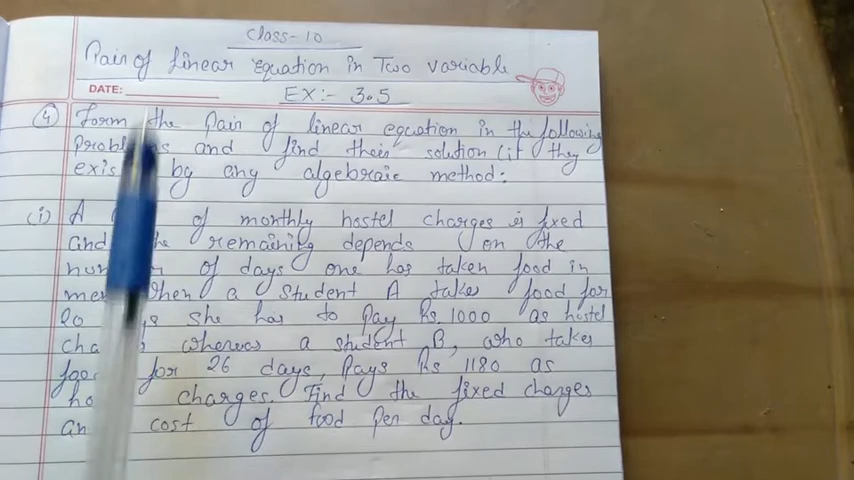 Class-10
Pair of Linear Equation in Two variable
DATE:
EX:- 3.5
4 Form the Pair of linear equation in the following
and find their solution (if they
by any algebraic method:
(i) A of monthly hostel charges is fixed
and remaining depends on the
of days one has taken food in
a student A takes food for
20 she has to Pay Rs. 1000 as hostel
whereas a student B, who takes
for 26 days, Pays Rs 1180 as
charges. Find the fixed charges
cost of food per day.